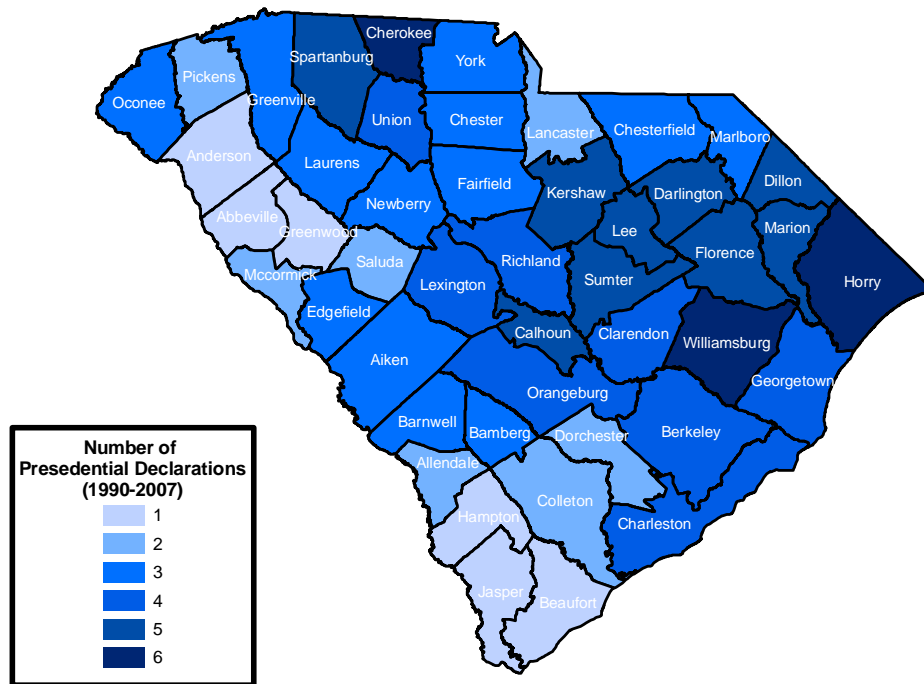 Cherokee
Spartanburg
York
Pickens
Oconee
Greenville
Union
Chester
Lancaster
Chesterfield
Marlboro
Anderson
Laurens
Fairfield
Kershaw
Darlington
Dillon
Abbeville
Greenwood
Newberry
Lee
Marion
Mccormick
Saluda
Richland
Florence
Lexington
Sumter
Horry
Edgefield
Calhoun
Clarendon
Williamsburg
Aiken
Orangeburg
Georgetown
Barnwell
Bamberg
Dorchester
Berkeley
Allendale
Colleton
Hampton
Charleston
Jasper
Beaufort
Number of
Presedential Declarations
(1990-2007)
1
2
3
4
5
6